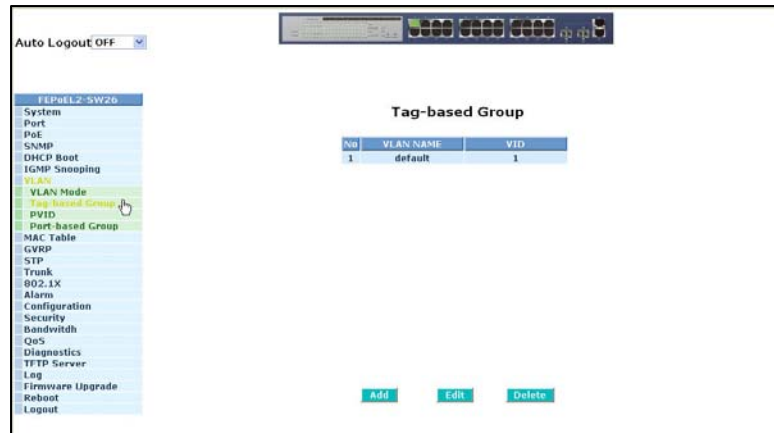 Auto Logout OFF
FEPoEL2-SW26
System
Port
PoE
SNMP
DHCP Boot
IGMP Snooping
VLAN
VLAN Mode
Tag-based Group
PVID
Port-based Group
MAC Table
GVRP
STP
Trunk
802.1X
Alarm
Configuration
Security
Bandwitdh
QoS
Diagnostics
TFTP Server
Log
Firmware Upgrade
Reboot
Logout
Tag-based Group
No VLAN NAME VID
1 default 1
Add Edit Delete